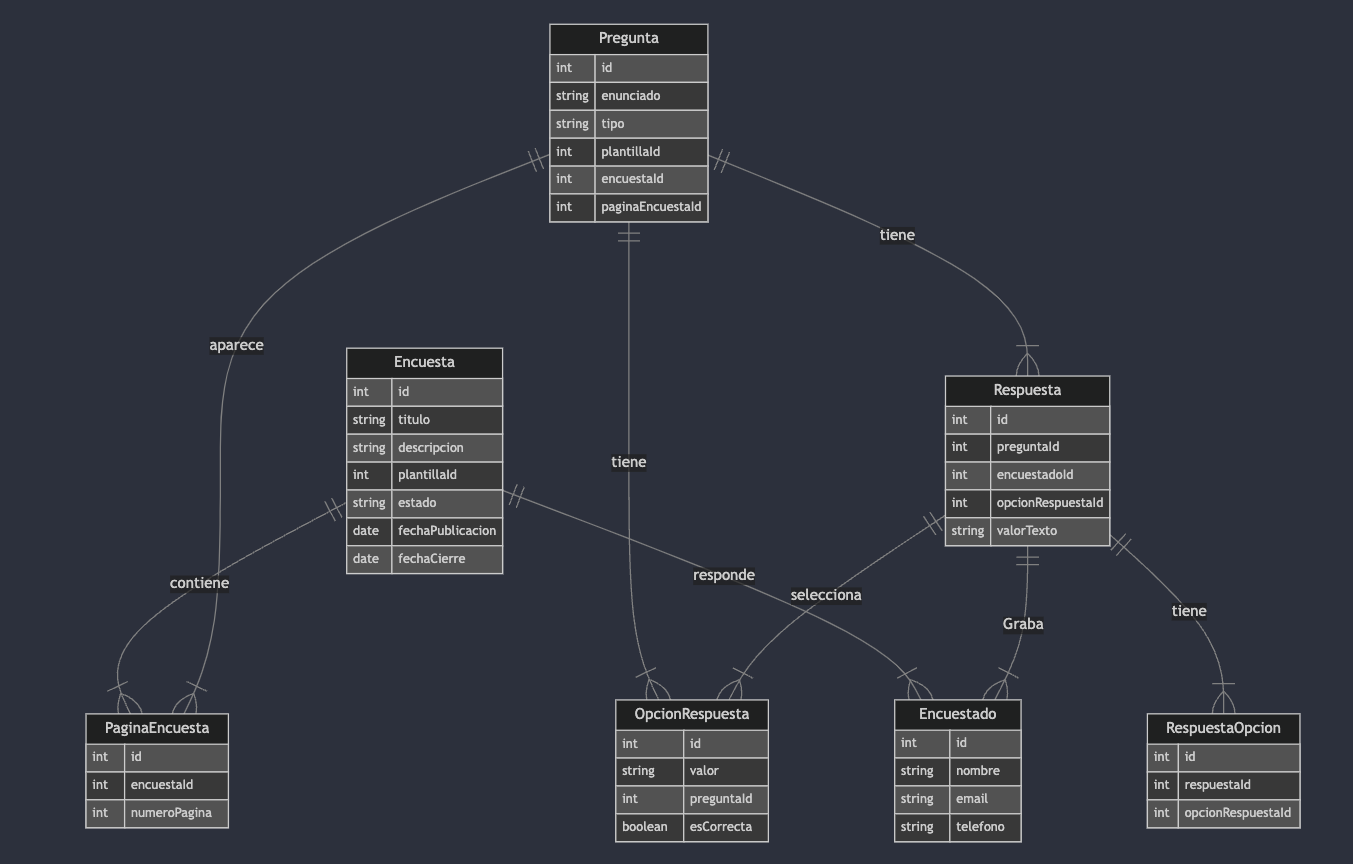 Pregunta
int id
string enunciado
string tipo
int plantillaId
int encuestaId
int paginaEncuestaId
tiene
aparece
Encuesta
int id
string titulo
string descripcion
int plantillaId
string estado
date fechaPublicacion
date fechaCierre
Respuesta
int id
int preguntaId
int encuestadoId
int opcionRespuestaId
string valorTexto
tiene
responde
contiene
selecciona
tiene
Graba
PaginaEncuesta
int id
int encuestaId
int numeroPagina
OpcionRespuesta
int id
string valor
int preguntaId
boolean esCorrecta
Encuestado
int id
string nombre
string email
string telefono
RespuestaOpcion
int id
int respuestaId
int opcionRespuestaId